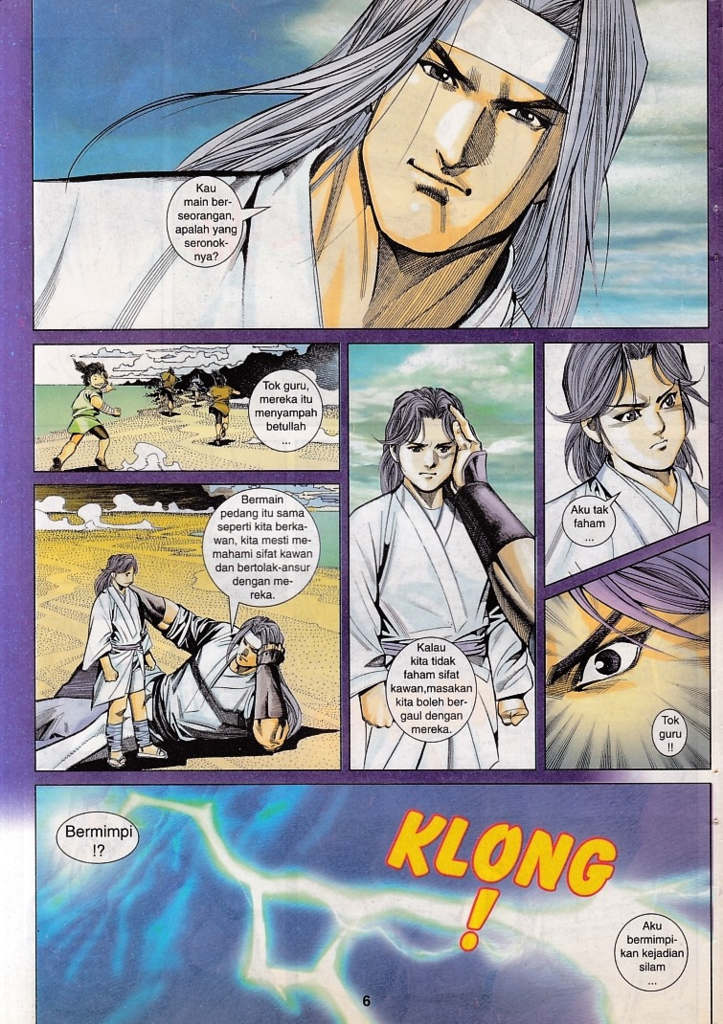 Kau
main ber-
seorangan,
apalah yang
seronok-
nya?
Tok guru,
mereka itu
menyampah
betullah
...
Bermain
pedang itu sama
seperti kita berka-
wan, kita mesti me-
mahami sifat kawan
dan bertolak-ansur
dengan me-
reka.
Kalau
kita tidak
faham sifat
kawan,masakan
kita boleh ber-
gaul dengan
mereka.
Aku tak
faham
...
Tok
guru
!!
Bermimpi
!?
KLONG
!
Aku
bermimpi-
kan kejadian
silam
...
6